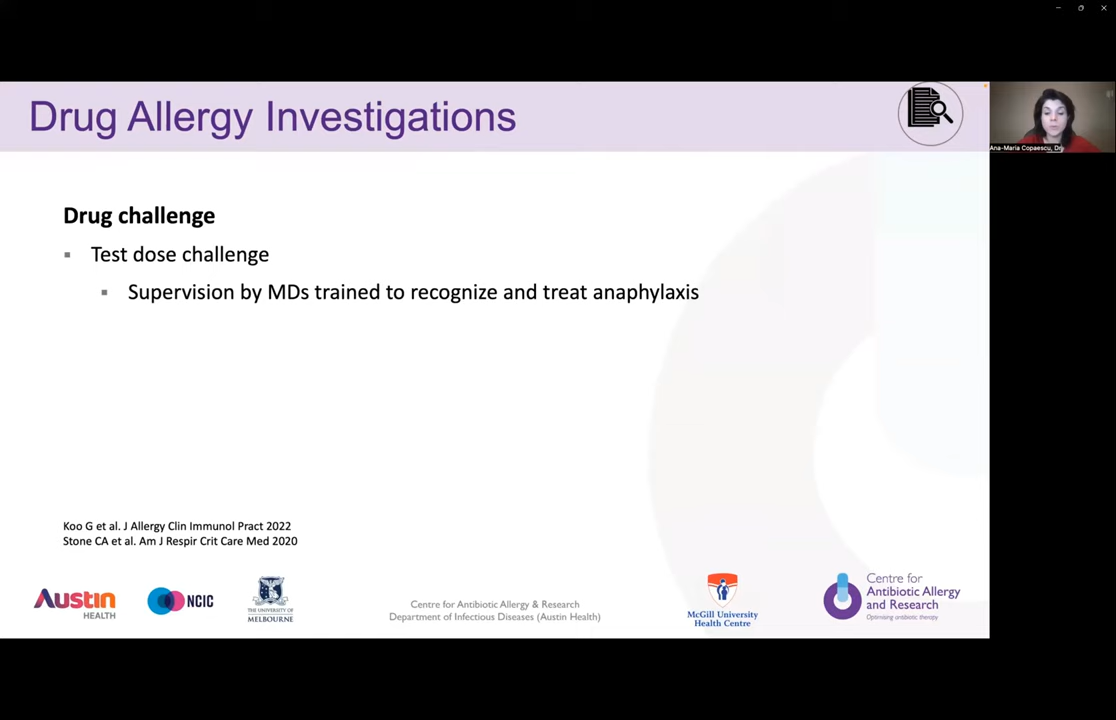 Drug Allergy Investigations
Ana-Maria Copaescu, Dr
Drug challenge
Test dose challenge
Supervision by MDs trained to recognize and treat anaphylaxis
Koo G et al. J Allergy Clin Immunol Pract 2022
Stone CA et al. Am J Respir Crit Care Med 2020
Austin
HEALTH
NCIC
THE UNIVERSITY OF
MELBOURNE
Centre for Antibiotic Allergy & Research
Department of Infectious Diseases (Austin Health)
McGill University
Health Centre
Centre for
Antibiotic Allergy
and Research
Optimising antibiotic therapy